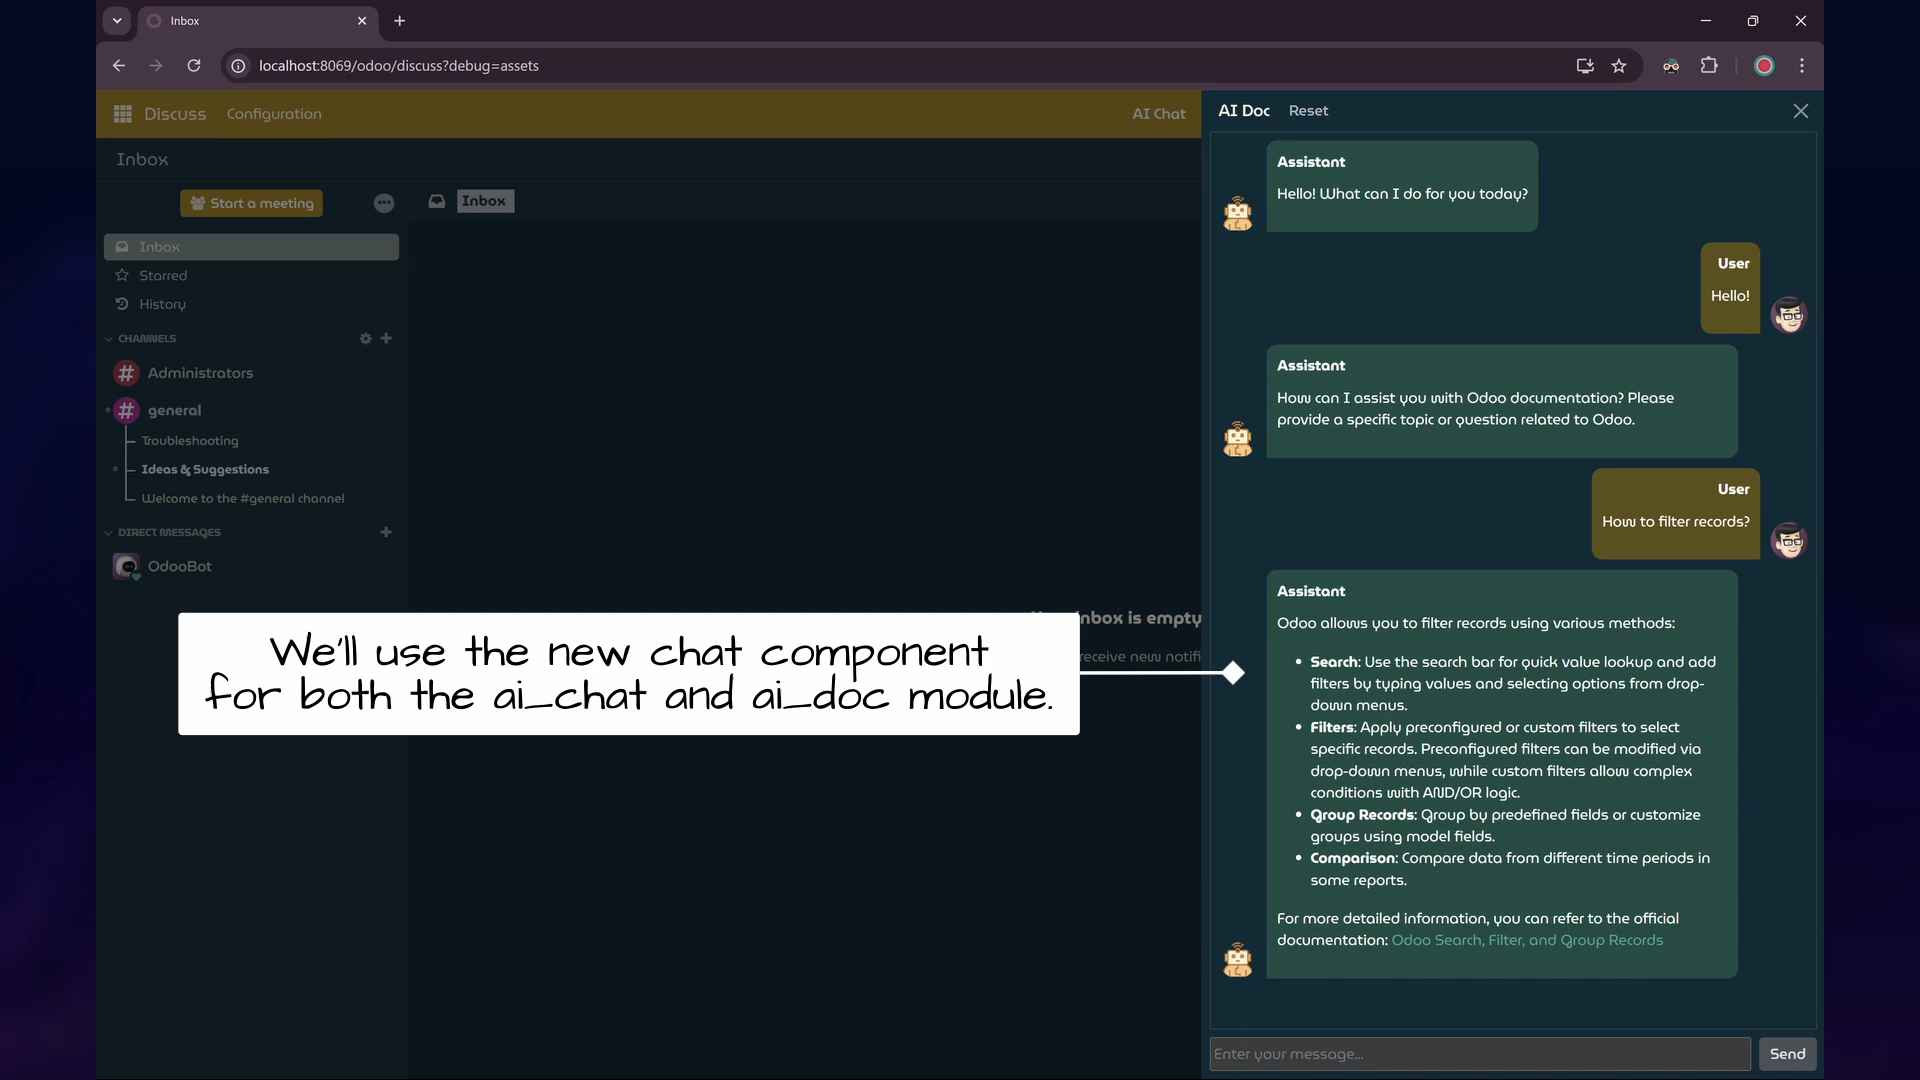 Inbox
localhost:8069/odoo/discuss?debug=assets
Discuss
Configuration
AI Chat
Inbox
Start a meeting
Inbox
Inbox
Starred
History
CHANNELS
Administrators
general
Troubleshooting
Ideas & Suggestions
Welcome to the #general channel
DIRECT MESSAGES
OdooBot
inbox is empty
receive new notifi
We'll use the new chat component
for both the ai_chat and ai_doc module.
AI Doc
Reset
Assistant
Hello! What can I do for you today?
User
Hello!
Assistant
How can I assist you with Odoo documentation? Please
provide a specific topic or question related to Odoo.
User
How to filter records?
Assistant
Odoo allows you to filter records using various methods:
• Search: Use the search bar for quick value lookup and add
filters by typing values and selecting options from drop-
down menus.
• Filters: Apply preconfigured or custom filters to select
specific records. Preconfigured filters can be modified via
drop-down menus, while custom filters allow complex
conditions with AND/OR logic.
• Group Records: Group by predefined fields or customize
groups using model fields.
• Comparison: Compare data from different time periods in
some reports.
For more detailed information, you can refer to the official
documentation: Odoo Search, Filter, and Group Records
Enter your message...
Send